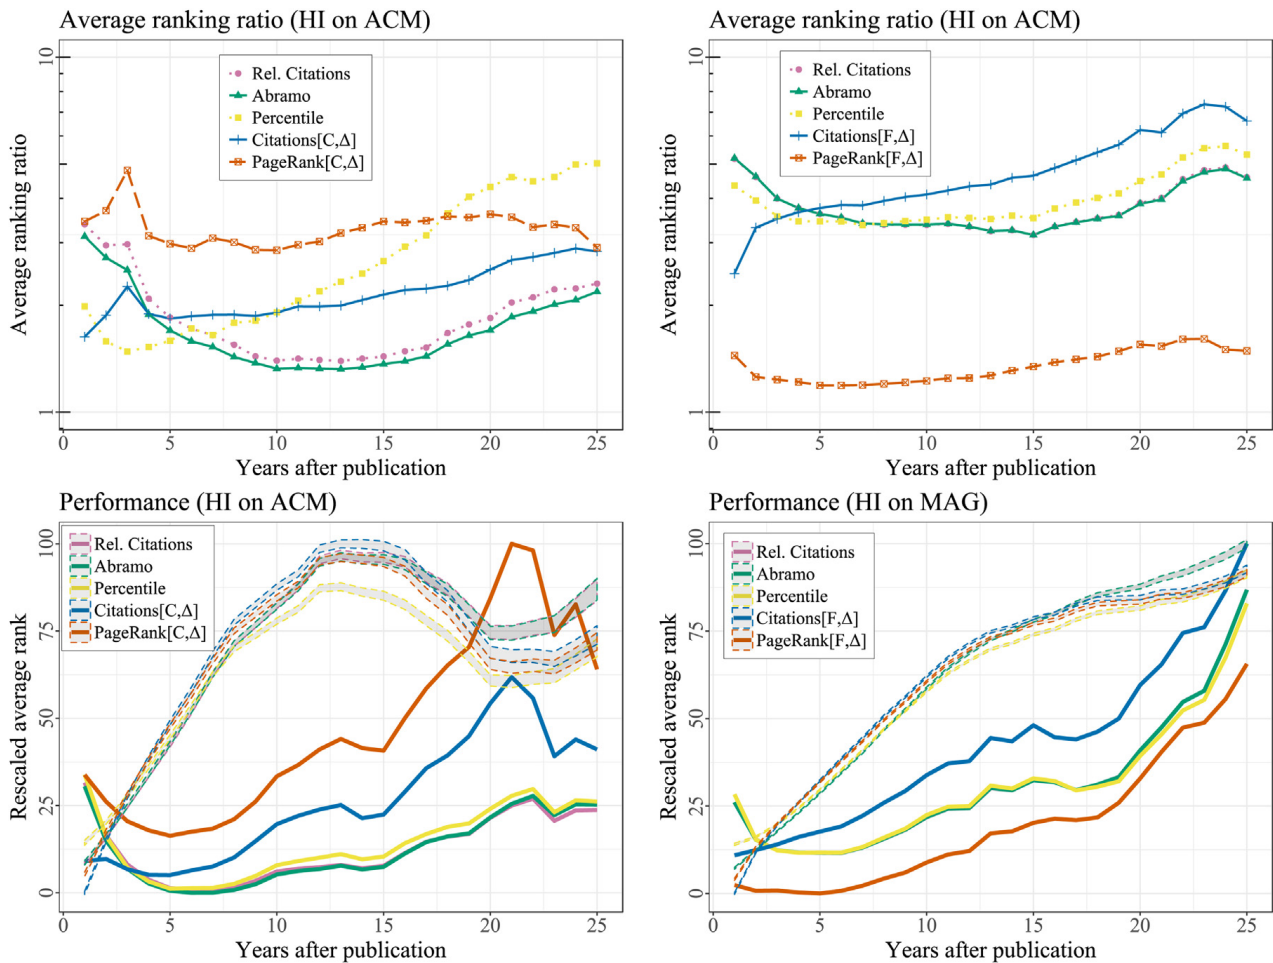 Average ranking ratio (HI on ACM)
10
1
Average ranking ratio
Rel. Citations
Abramo
Percentile
Citations[C,Δ]
PageRank[C,Δ]
0 5 10 15 20 25
Years after publication
Average ranking ratio (HI on ACM)
10
1
Average ranking ratio
Rel. Citations
Abramo
Percentile
Citations[F,Δ]
PageRank[F,Δ]
0 5 10 15 20 25
Years after publication
Performance (HI on ACM)
100
75
50
25
0
Rescaled average rank
Rel. Citations
Abramo
Percentile
Citations[C,Δ]
PageRank[C,Δ]
0 5 10 15 20 25
Years after publication
Performance (HI on MAG)
100
75
50
25
0
Rescaled average rank
Rel. Citations
Abramo
Percentile
Citations[F,Δ]
PageRank[F,Δ]
0 5 10 15 20 25
Years after publication